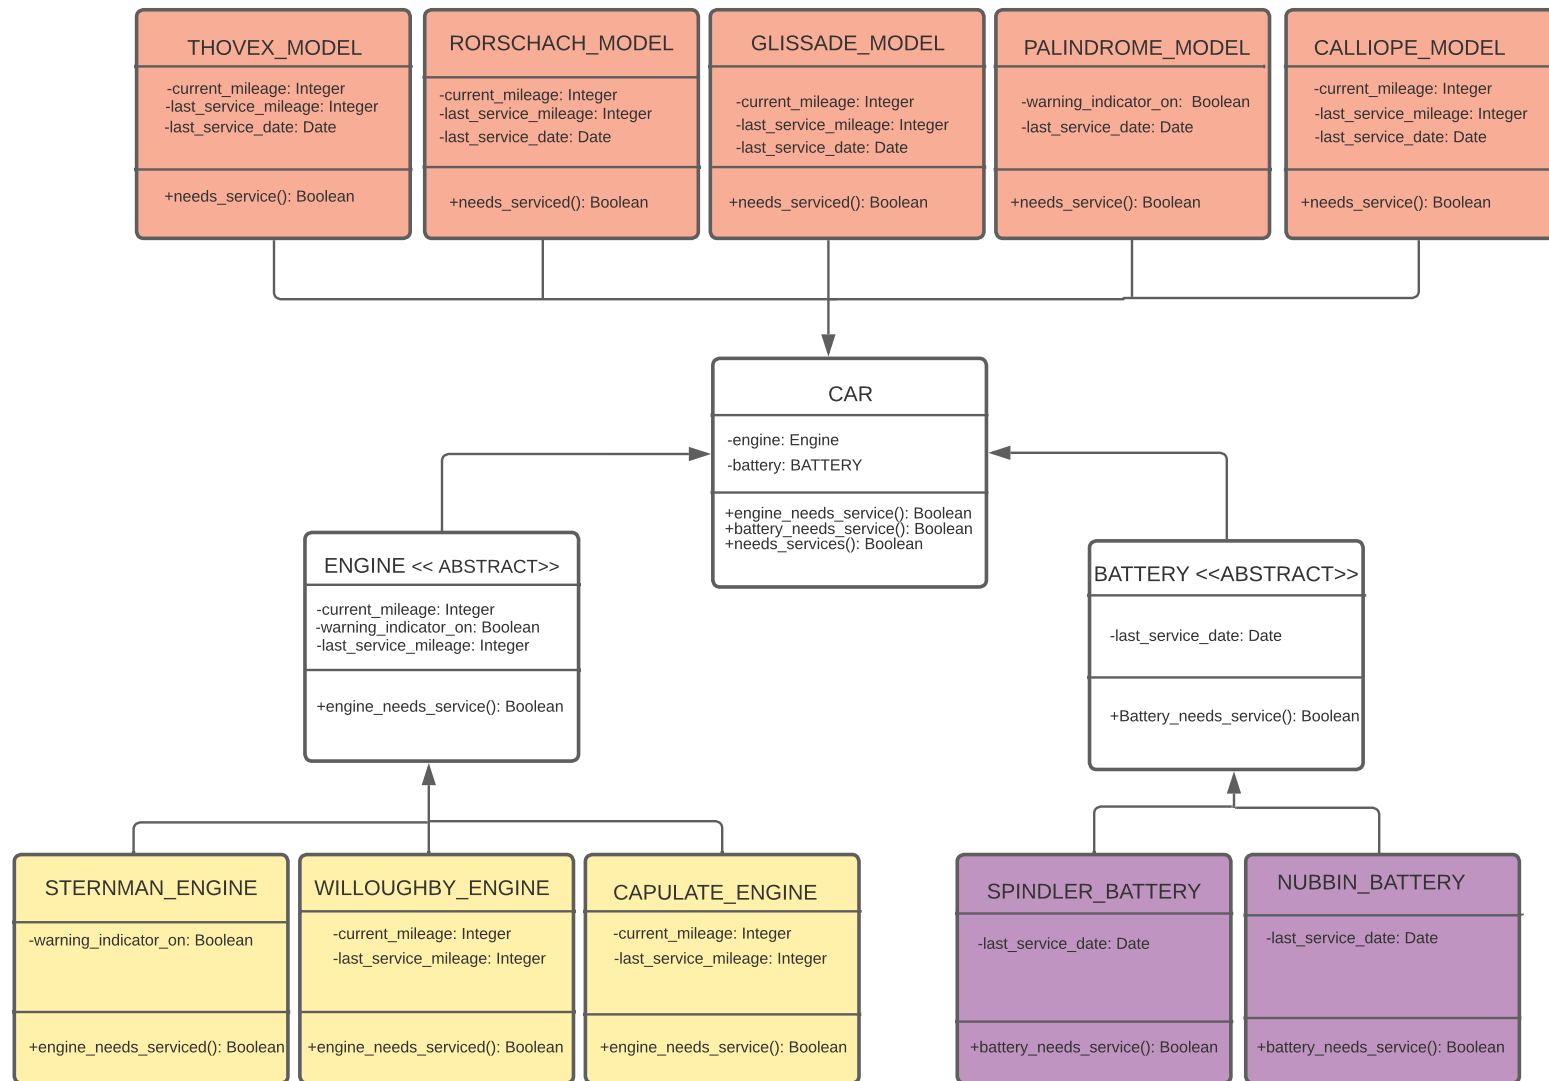 THOVEX_MODEL
-current_mileage: Integer
-last_service_mileage: Integer
-last_service_date: Date
+needs_service(): Boolean
RORSCHACH_MODEL
-current_mileage: Integer
-last_service_mileage: Integer
-last_service_date: Date
+needs_serviced(): Boolean
GLISSADE_MODEL
-current_mileage: Integer
-last_service_mileage: Integer
-last_service_date: Date
+needs_serviced(): Boolean
PALINDROME_MODEL
-warning_indicator_on: Boolean
-last_service_date: Date
+needs_service(): Boolean
CALLIOPE_MODEL
-current_mileage: Integer
-last_service_mileage: Integer
-last_service_date: Date
+needs_service(): Boolean
CAR
-engine: Engine
-battery: BATTERY
+engine_needs_service(): Boolean
+battery_needs_service(): Boolean
+needs_services(): Boolean
ENGINE << ABSTRACT>>
-current_mileage: Integer
-warning_indicator_on: Boolean
-last_service_mileage: Integer
+engine_needs_service(): Boolean
BATTERY <<ABSTRACT>>
-last_service_date: Date
+Battery_needs_service(): Boolean
STERNMAN_ENGINE
-warning_indicator_on: Boolean
+engine_needs_serviced(): Boolean
WILLOUGHBY_ENGINE
-current_mileage: Integer
-last_service_mileage: Integer
+engine_needs_serviced(): Boolean
CAPULATE_ENGINE
-current_mileage: Integer
-last_service_mileage: Integer
+engine_needs_service(): Boolean
SPINDLER_BATTERY
-last_service_date: Date
+battery_needs_service(): Boolean
NUBBIN_BATTERY
-last_service_date: Date
+battery_needs_service(): Boolean